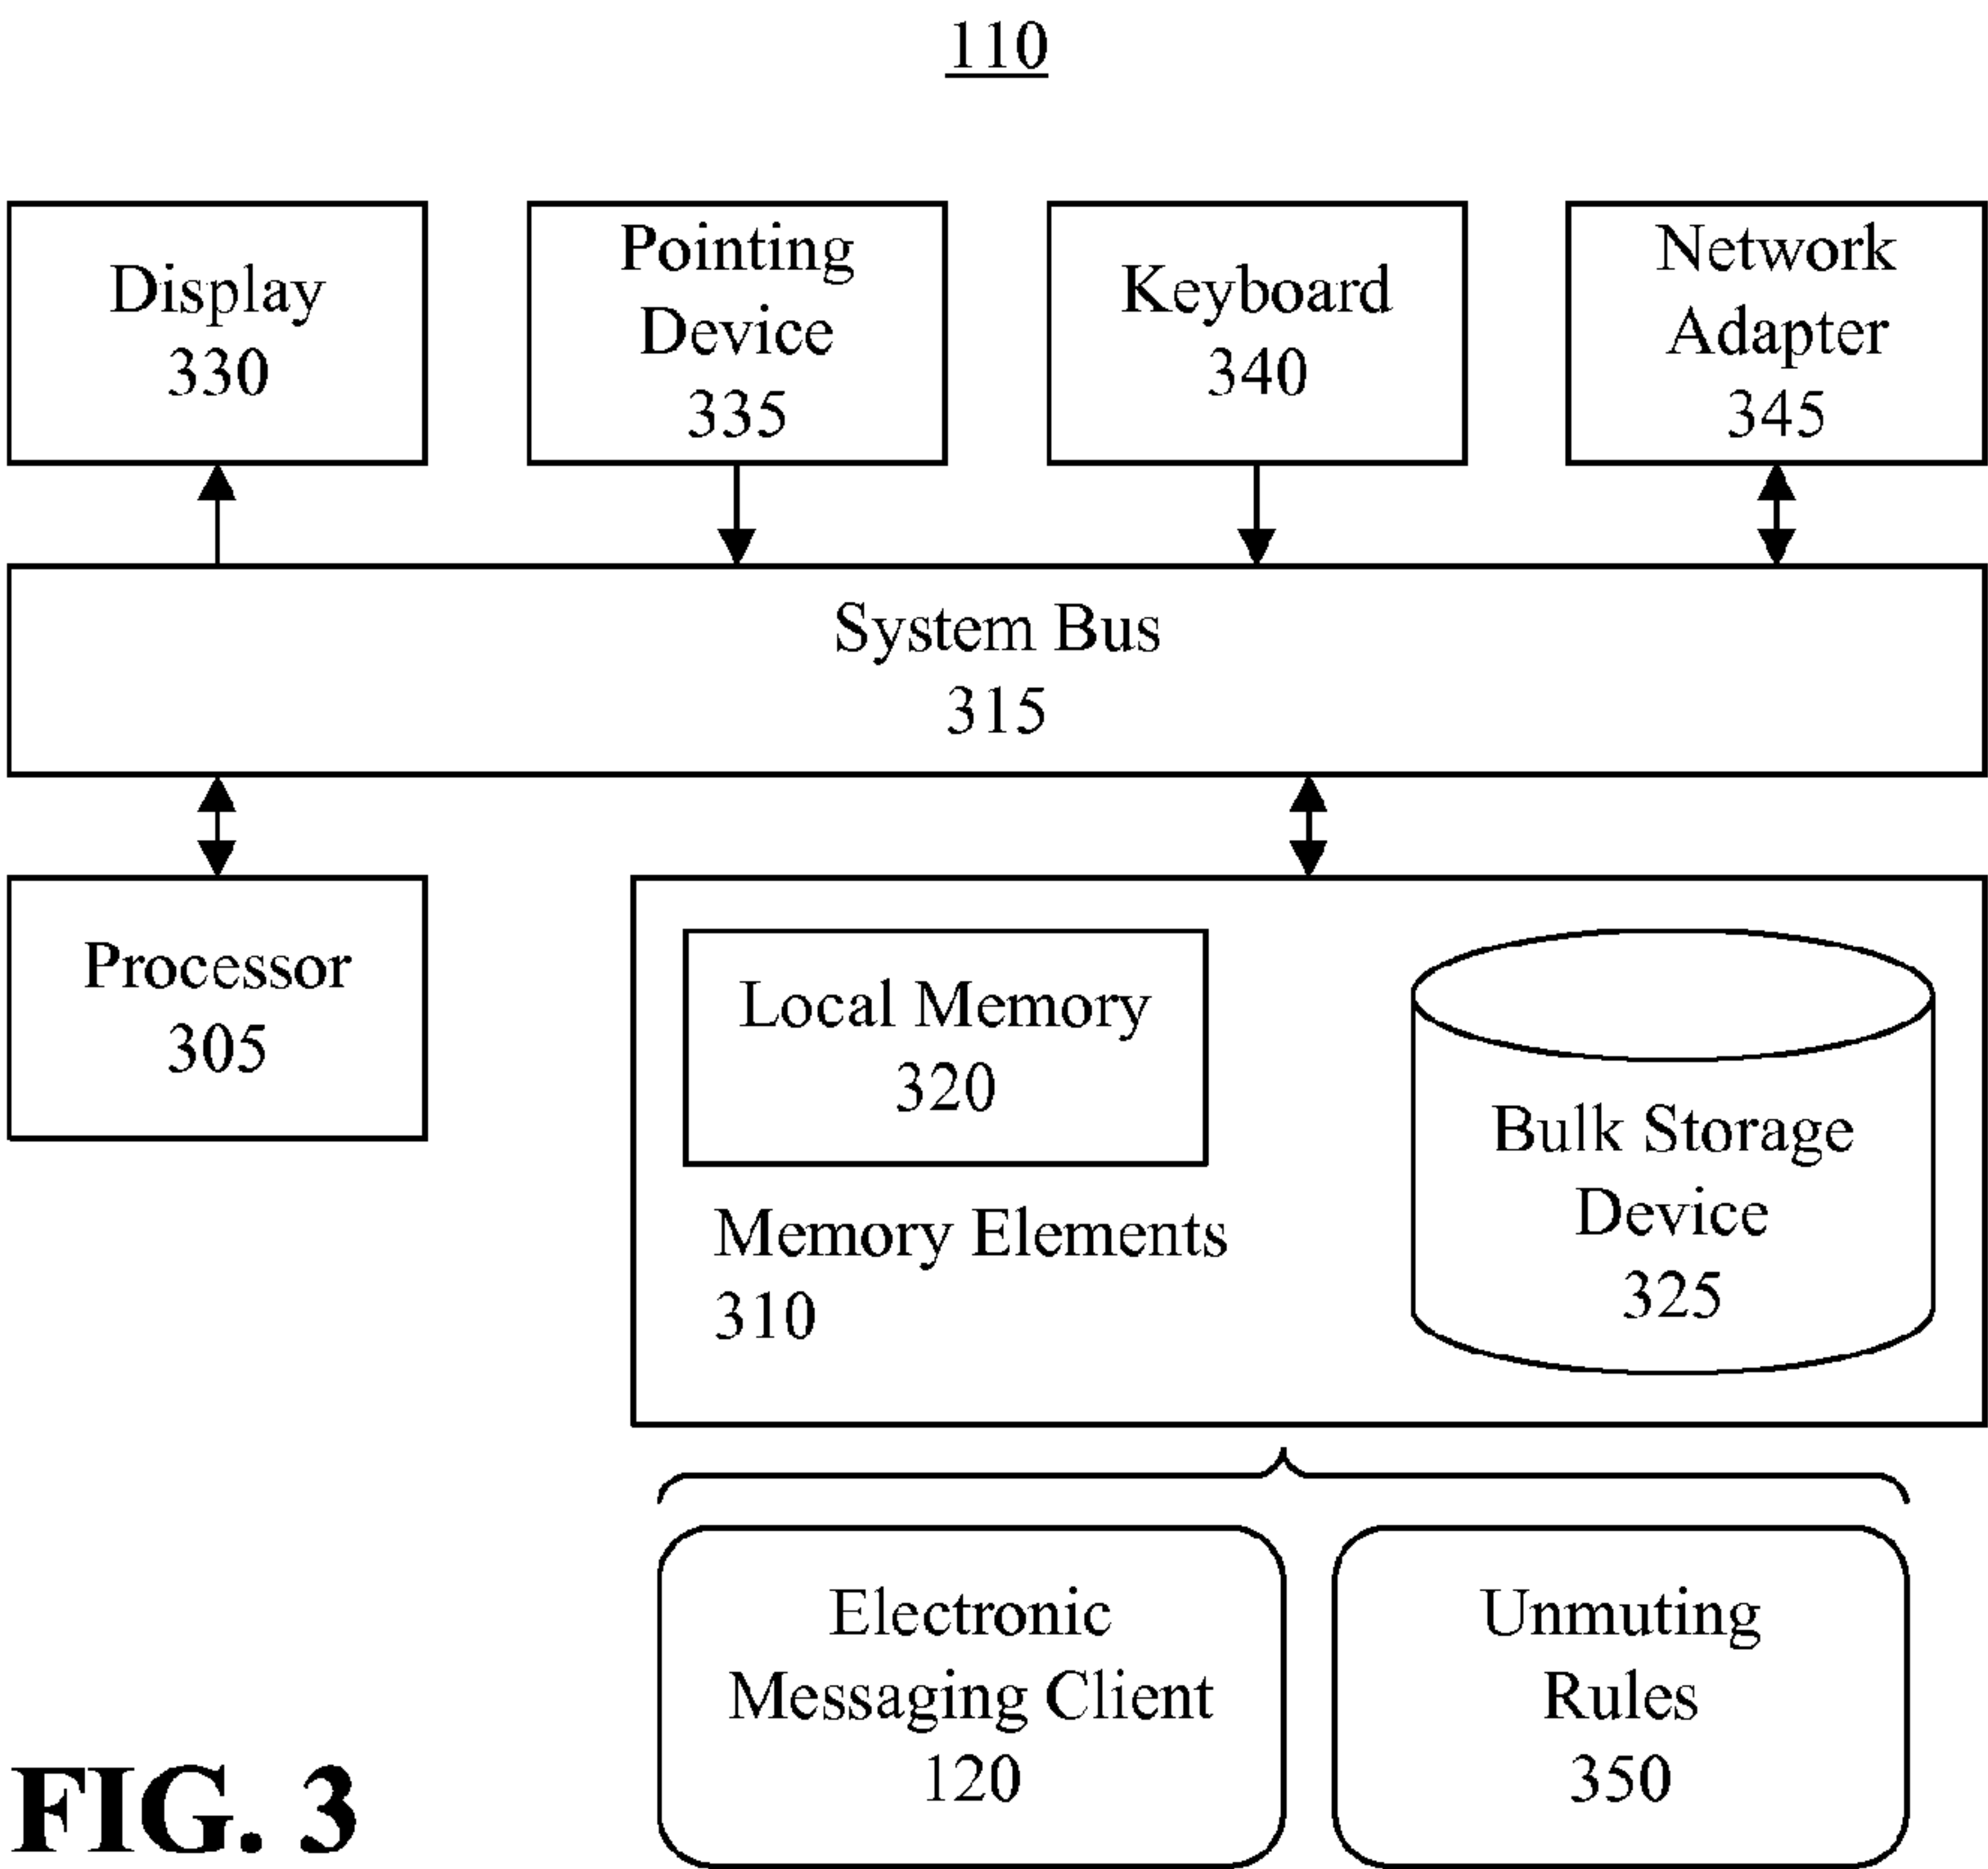 110
Display
330
Pointing
Device
335
Keyboard
340
Network
Adapter
345
System Bus
315
Processor
305
Local Memory
320
Memory Elements
310
Bulk Storage
Device
325
Electronic
Messaging Client
120
Unmuting
Rules
350
FIG. 3